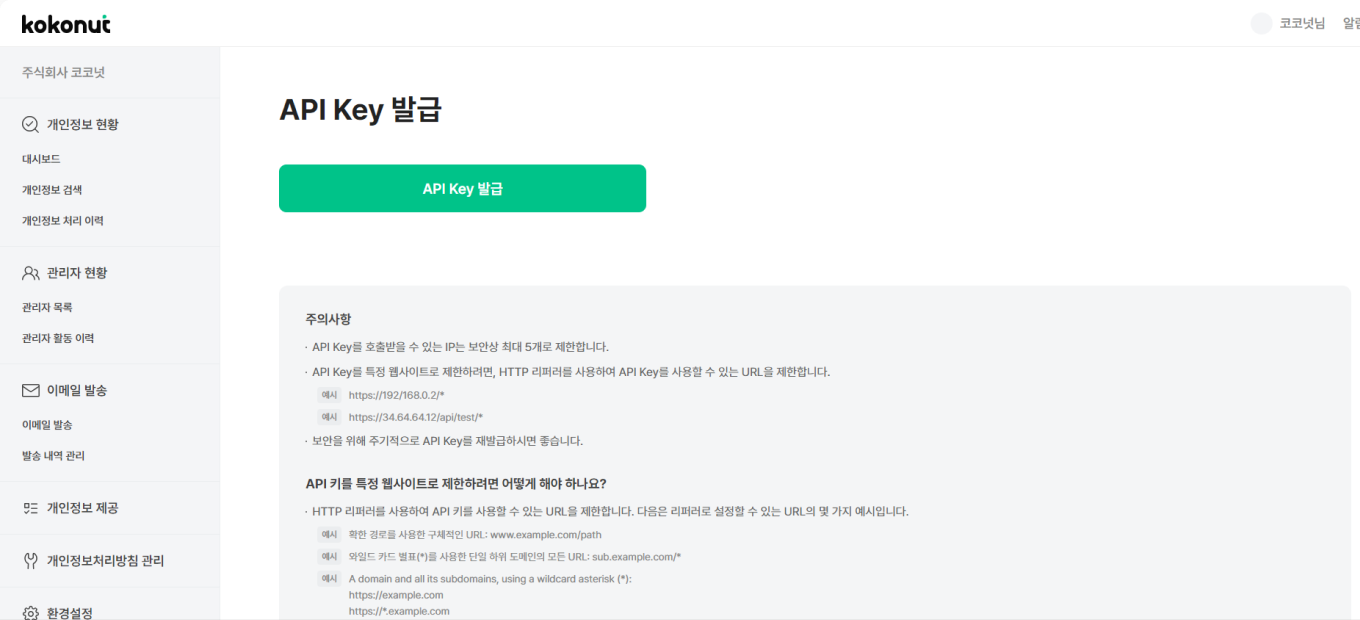 kokonut
코코넛님
주식회사 코코넛
개인정보 현황
대시보드
개인정보 검색
개인정보 처리 이력
관리자 현황
관리자 목록
관리자 활동 이력
이메일 발송
이메일 발송
발송 내역 관리
개인정보 제공
개인정보처리방침 관리
환경설정
API Key 발급
API Key 발급
주의사항
· API Key를 호출받을 수 있는 IP는 보안상 최대 5개로 제한합니다.
· API Key를 특정 웹사이트로 제한하려면, HTTP 리퍼러를 사용하여 API Key를 사용할 수 있는 URL을 제한합니다.
예시 https://192/168.0.2/*
예시 https://34.64.64.12/api/test/*
· 보안을 위해 주기적으로 API Key를 재발급하시면 좋습니다.
API 키를 특정 웹사이트로 제한하려면 어떻게 해야 하나요?
· HTTP 리퍼러를 사용하여 API 키를 사용할 수 있는 URL을 제한합니다. 다음은 리퍼러로 설정할 수 있는 URL의 몇 가지 예시입니다.
예시 확한 경로를 사용한 구체적인 URL: www.example.com/path
예시 와일드 카드 별표(*)를 사용한 단일 하위 도메인의 모든 URL: sub.example.com/*
예시 A domain and all its subdomains, using a wildcard asterisk (*):
https://example.com
https://*.example.com